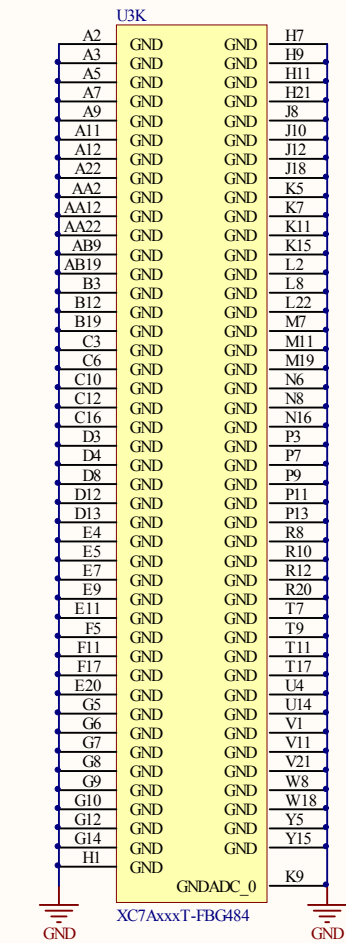 U3K
A2 GND GND H7
A3 GND GND H9
A5 GND GND H11
A7 GND GND H21
A9 GND GND J8
A11 GND GND J10
A12 GND GND J12
A22 GND GND J18
AA2 GND GND K5
AA12 GND GND K7
AA22 GND GND K11
AB9 GND GND K15
AB19 GND GND L2
B3 GND GND L8
B12 GND GND L22
B19 GND GND M7
C3 GND GND M11
C6 GND GND M19
C10 GND GND N6
C12 GND GND N8
C16 GND GND N16
D3 GND GND P3
D4 GND GND P7
D8 GND GND P9
D12 GND GND P11
D13 GND GND P13
E4 GND GND R8
E5 GND GND R10
E7 GND GND R12
E9 GND GND R20
E11 GND GND T7
F5 GND GND T9
F11 GND GND T11
F17 GND GND T17
E20 GND GND U4
G5 GND GND U14
G6 GND GND V1
G7 GND GND V11
G8 GND GND V21
G9 GND GND W8
G10 GND GND W18
G12 GND GND Y5
G14 GND GND Y15
H1 GND
GNDADC_0 K9
GND XC7AxxxT-FBG484 GND